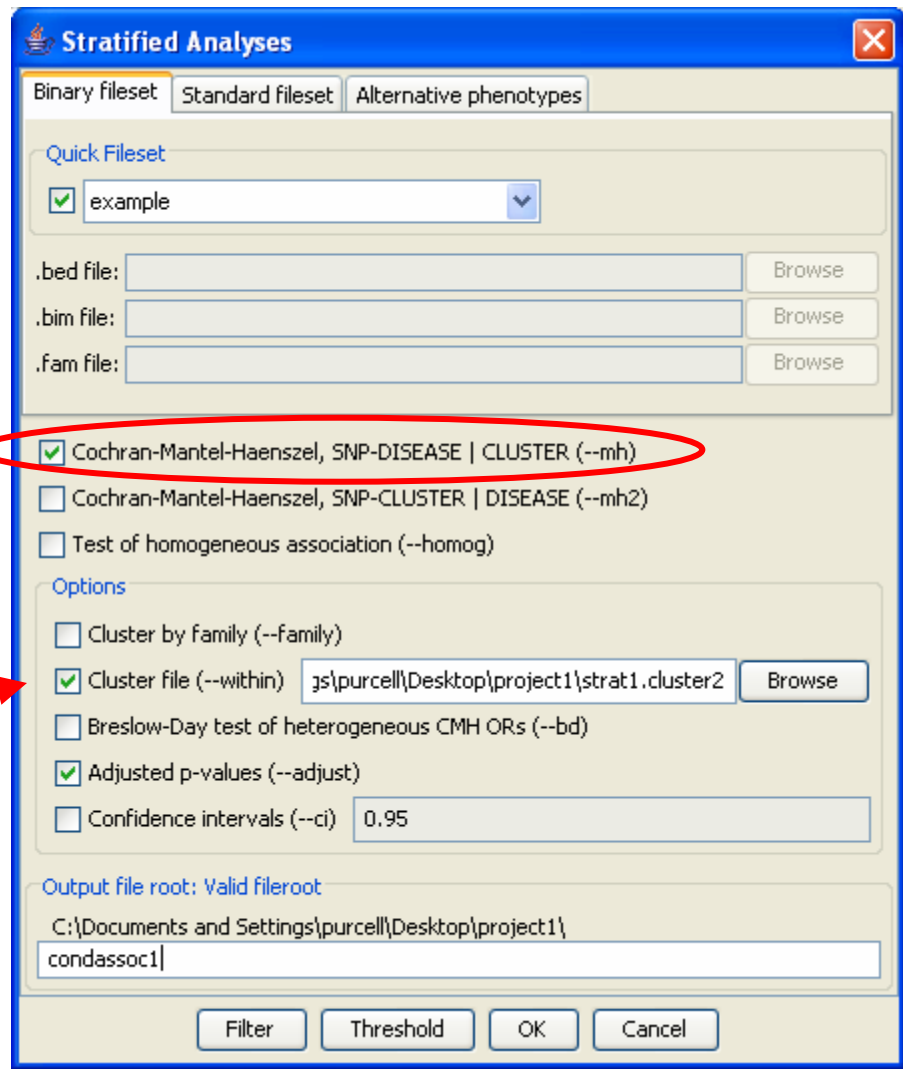 Stratified Analyses
Binary fileset Standard fileset Alternative phenotypes
Quick Fileset
example
.bed file: Browse
.bim file: Browse
.fam file: Browse
Cochran-Mantel-Haenszel, SNP-DISEASE | CLUSTER (--mh)
Cochran-Mantel-Haenszel, SNP-CLUSTER | DISEASE (--mh2)
Test of homogeneous association (--homog)
Options
Cluster by family (--family)
Cluster file (--within) gs\purcell\Desktop\project1\strat1.cluster2 Browse
Breslow-Day test of heterogeneous CMH ORs (--bd)
Adjusted p-values (--adjust)
Confidence intervals (--ci) 0.95
Output file root: Valid fileroot
C:\Documents and Settings\purcell\Desktop\project1\
condassoc1
Filter Threshold OK Cancel